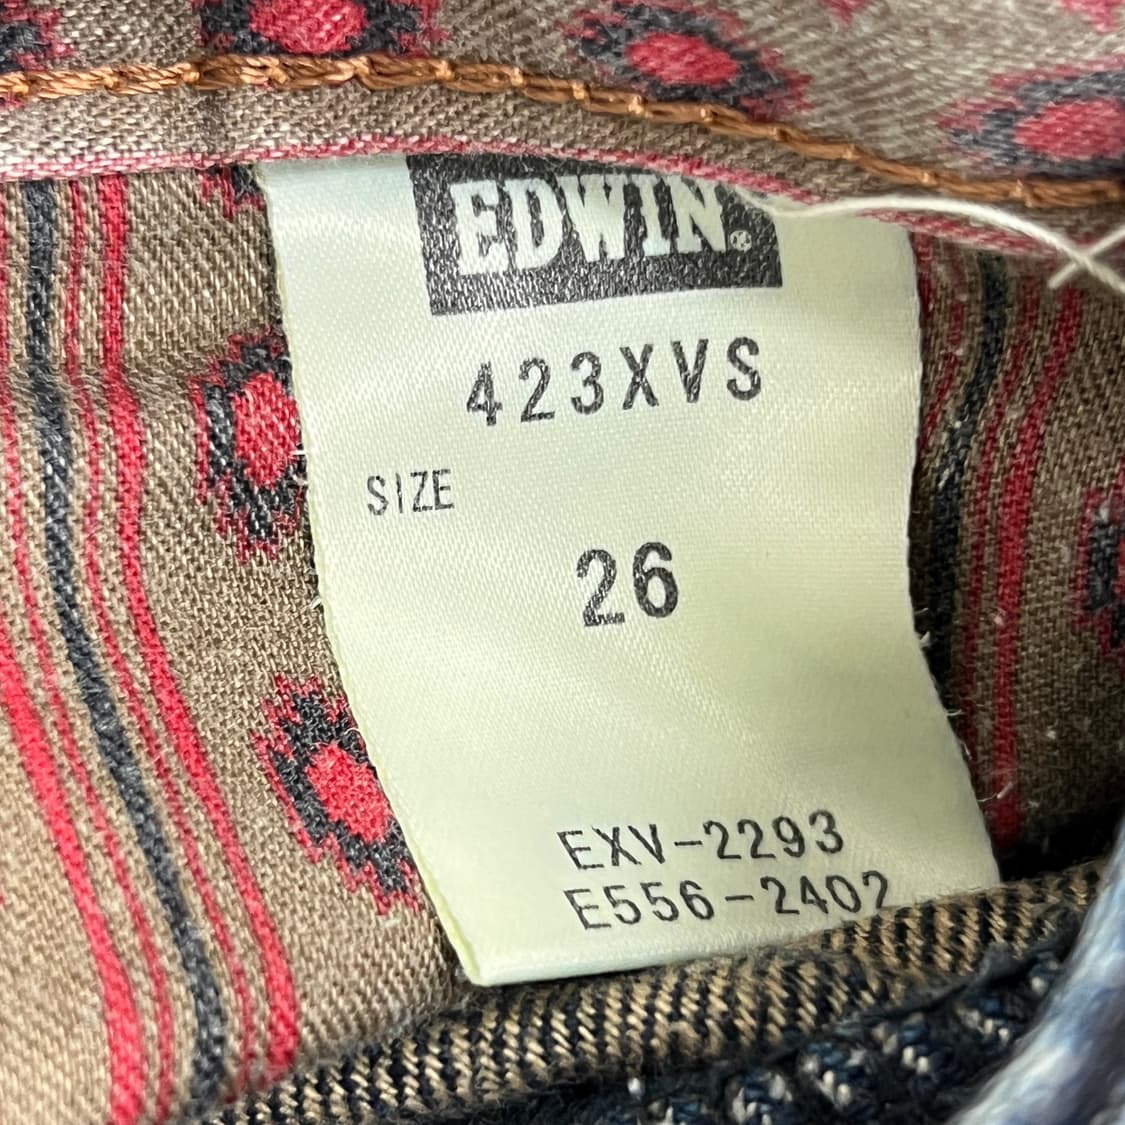 EDWIN®
423XVS
SIZE
26
EXV-2293
E556-2402